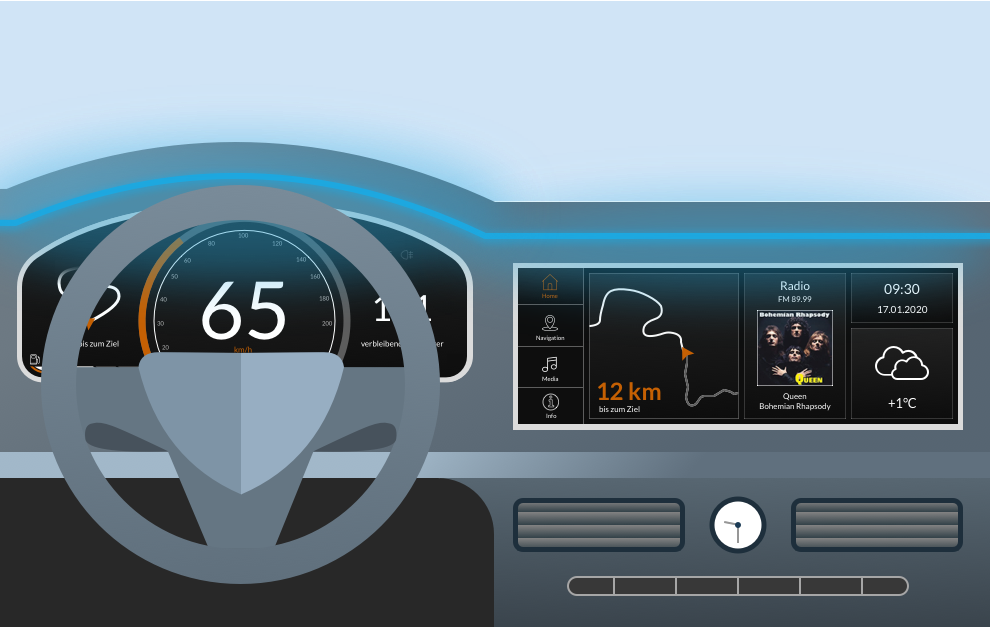 100
80
120
60
140
50
160
40
180
30
200
20
65
km/h
bis zum Ziel
Home
Navigation
Media
Info
12 km
bis zum Ziel
Radio
FM 89.99
Bohemian Rhapsody
QUEEN
Queen
Bohemian Rhapsody
09:30
17.01.2020
+1°C